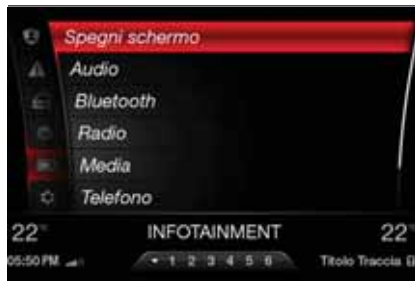 Spegni schermo
Audio
Bluetooth
Radio
Media
Telefono
22° INFOTAINMENT 22°
05:50 PM 1 2 3 4 5 6 Titolo Traccia B